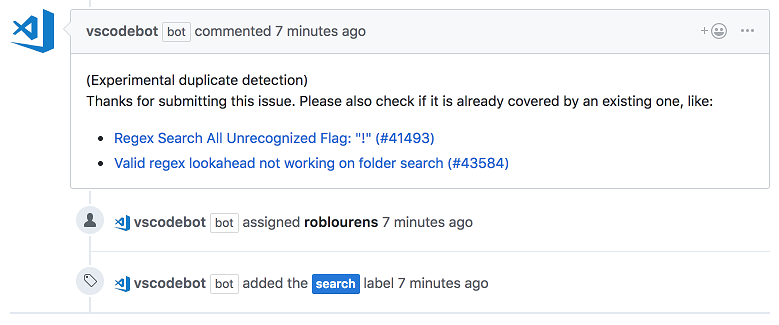 vscodebot bot commented 7 minutes ago
(Experimental duplicate detection)
Thanks for submitting this issue. Please also check if it is already covered by an existing one, like:
• Regex Search All Unrecognized Flag: "!" (#41493)
• Valid regex lookahead not working on folder search (#43584)
vscodebot bot assigned roblourens 7 minutes ago
vscodebot bot added the search label 7 minutes ago